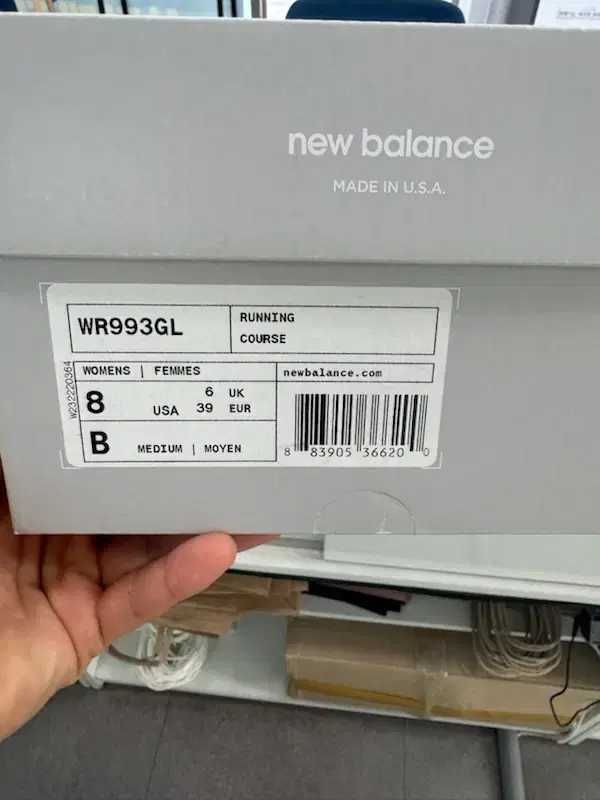 new balance
MADE IN U.S.A.
WR993GL
RUNNING
COURSE
W232220364
WOMENS | FEMMES
newbalance.com
8 USA
6 UK
39 EUR
B MEDIUM | MOYEN
8 83905 36620 0